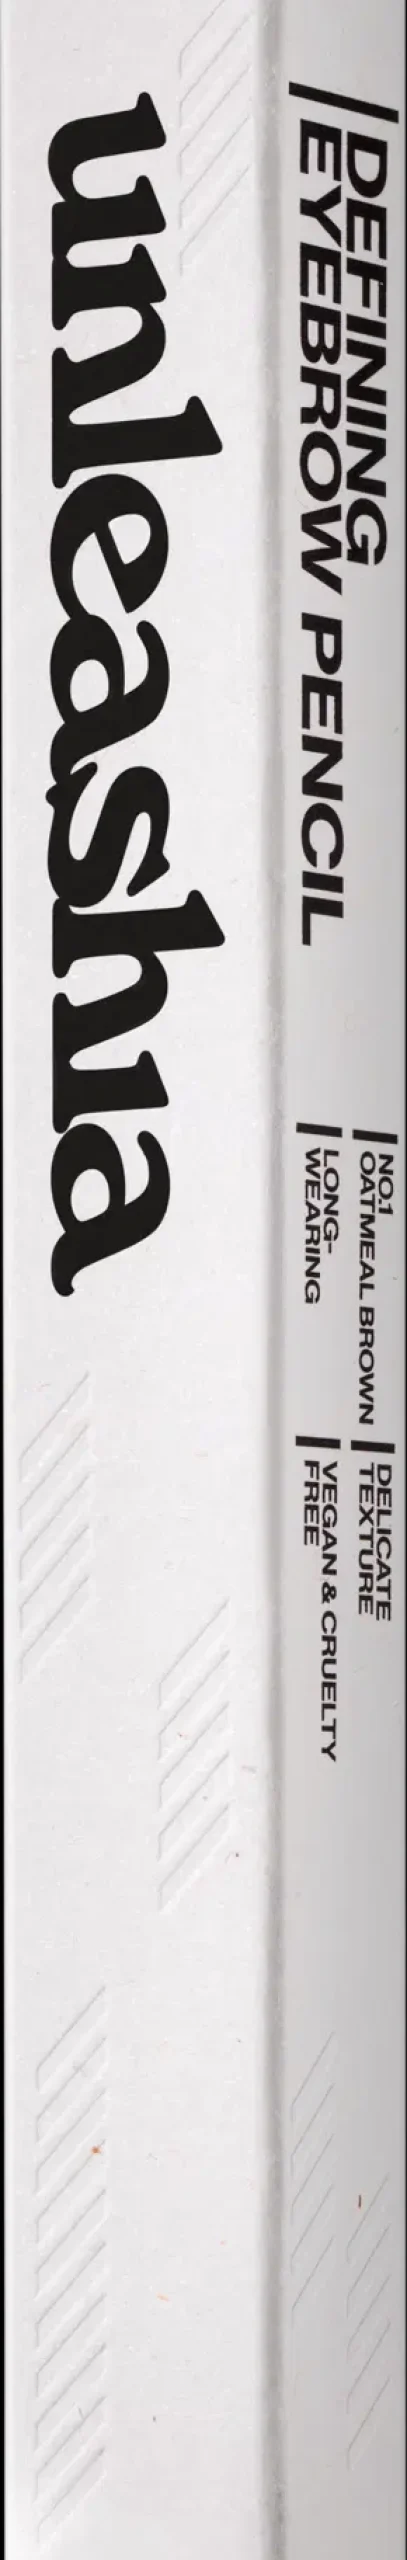 unleashia
DEFINING
EYEBROW PENCIL
NO.1
OATMEAL BROWN
LONG-
WEARING
DELICATE
TEXTURE
VEGAN & CRUELTY
FREE